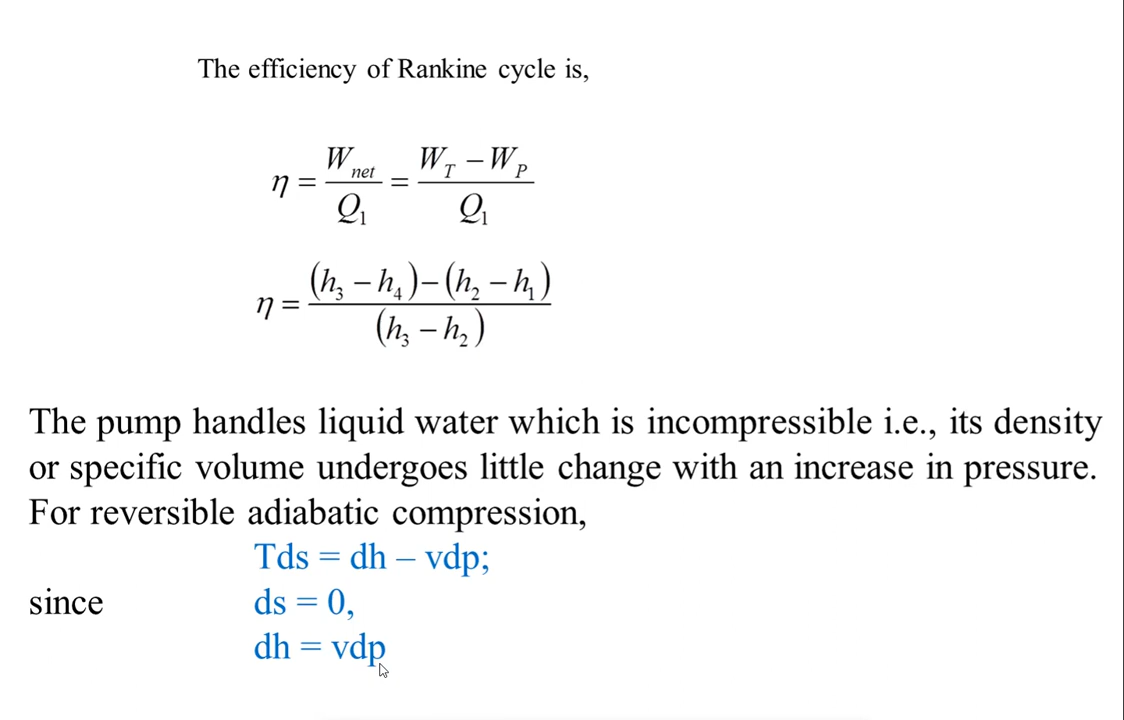 The efficiency of Rankine cycle is,
η = W_net / Q_1 = (W_T − W_P) / Q_1
η = ((h_3 − h_4) − (h_2 − h_1)) / (h_3 − h_2)
The pump handles liquid water which is incompressible i.e., its density
or specific volume undergoes little change with an increase in pressure.
For reversible adiabatic compression,
Tds = dh – vdp;
since ds = 0,
dh = vdp